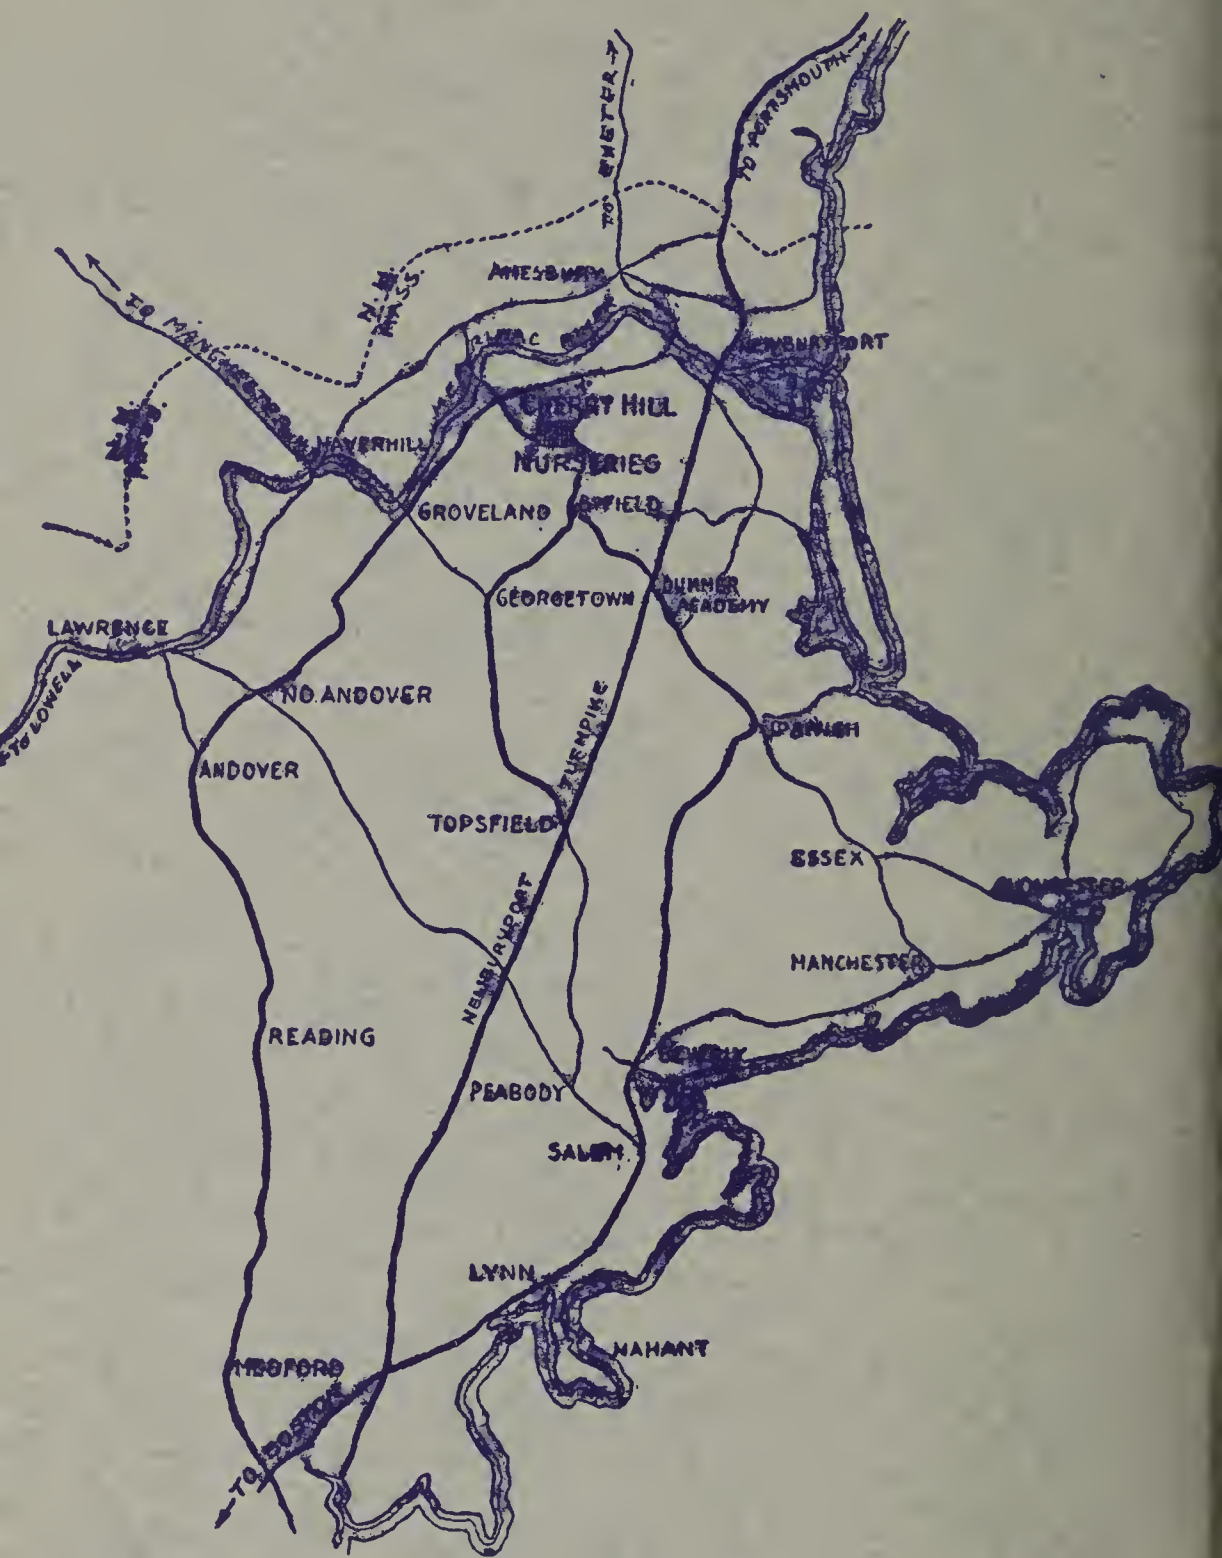 TO EXETER →
TO PORTSMOUTH →
AMESBURY
N.H.
MASS.
← TO MANCHESTER
NEWBURYPORT
CHERRY HILL
NURSERIES
HAVERHILL
GROVELAND
BYFIELD
GEORGETOWN
DUMMER
ACADEMY
LAWRENCE
← TO LOWELL
NO. ANDOVER
ANDOVER
IPSWICH
TURNPIKE
TOPSFIELD
ESSEX
GLOUCESTER
NEWBURYPORT
MANCHESTER
READING
BEVERLY
PEABODY
SALEM
LYNN
NAHANT
MEDFORD
← TO BOSTON